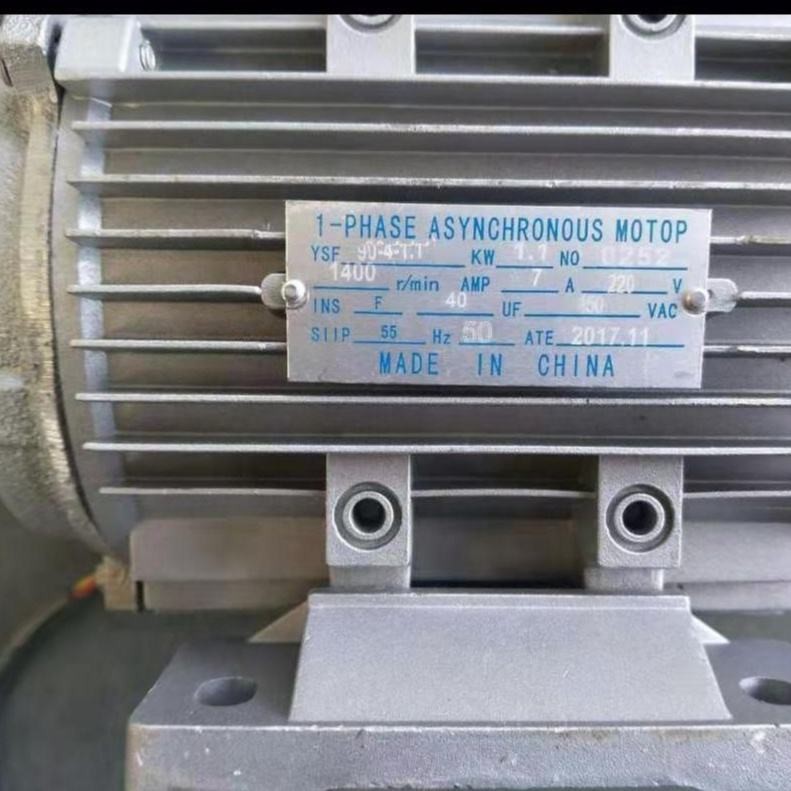 1-PHASE ASYNCHRONOUS MOTOP
YSF 90-4-1.1 KW 1.1 NO 0252
1400 r/min AMP 7 A 220 V
INS F 40 UF 450 VAC
SIIP 55 Hz 50 ATE 2017.11
MADE IN CHINA